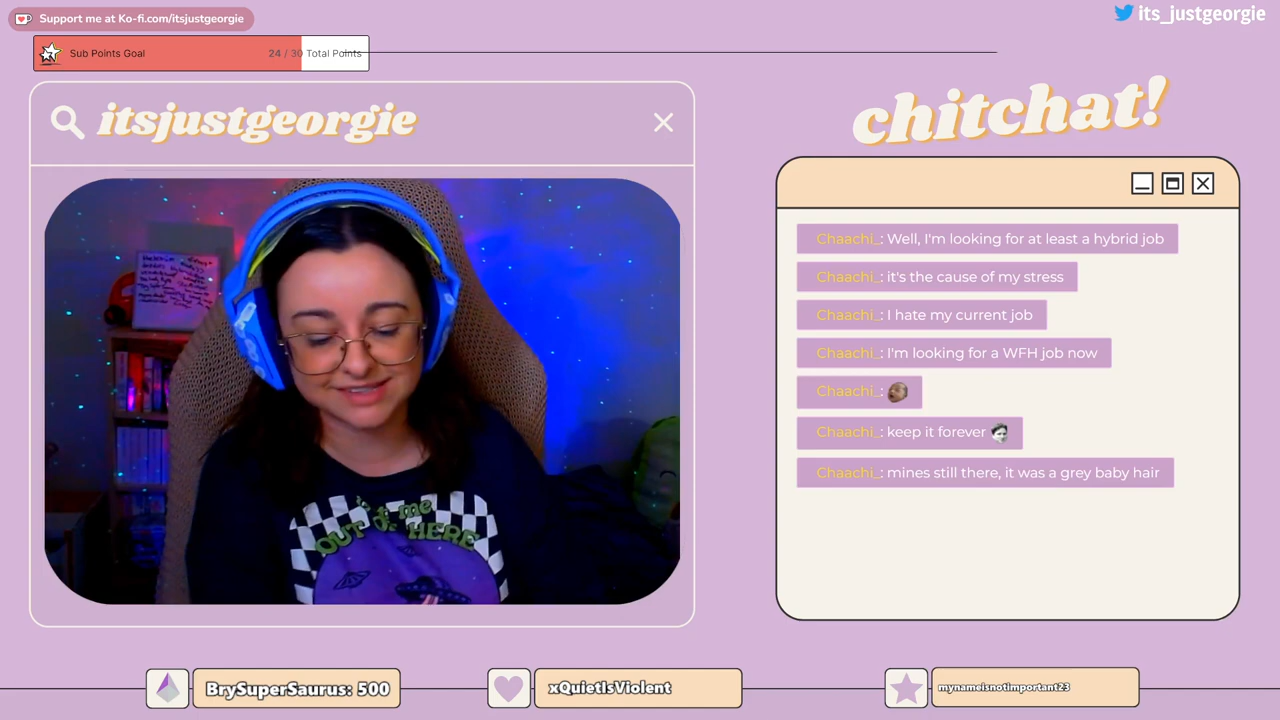 Support me at Ko-fi.com/itsjustgeorgie
its_justgeorgie
Sub Points Goal
24 / 30 Total Points
itsjustgeorgie
chitchat!
Chaachi_: Well, I'm looking for at least a hybrid job
Chaachi_: it's the cause of my stress
Chaachi_: I hate my current job
Chaachi_: I'm looking for a WFH job now
Chaachi_:
Chaachi_: keep it forever
Chaachi_: mines still there, it was a grey baby hair
me
OUT OF HERE
BrySuperSaurus: 500
xQuietIsViolent
mynameisnotimportant23